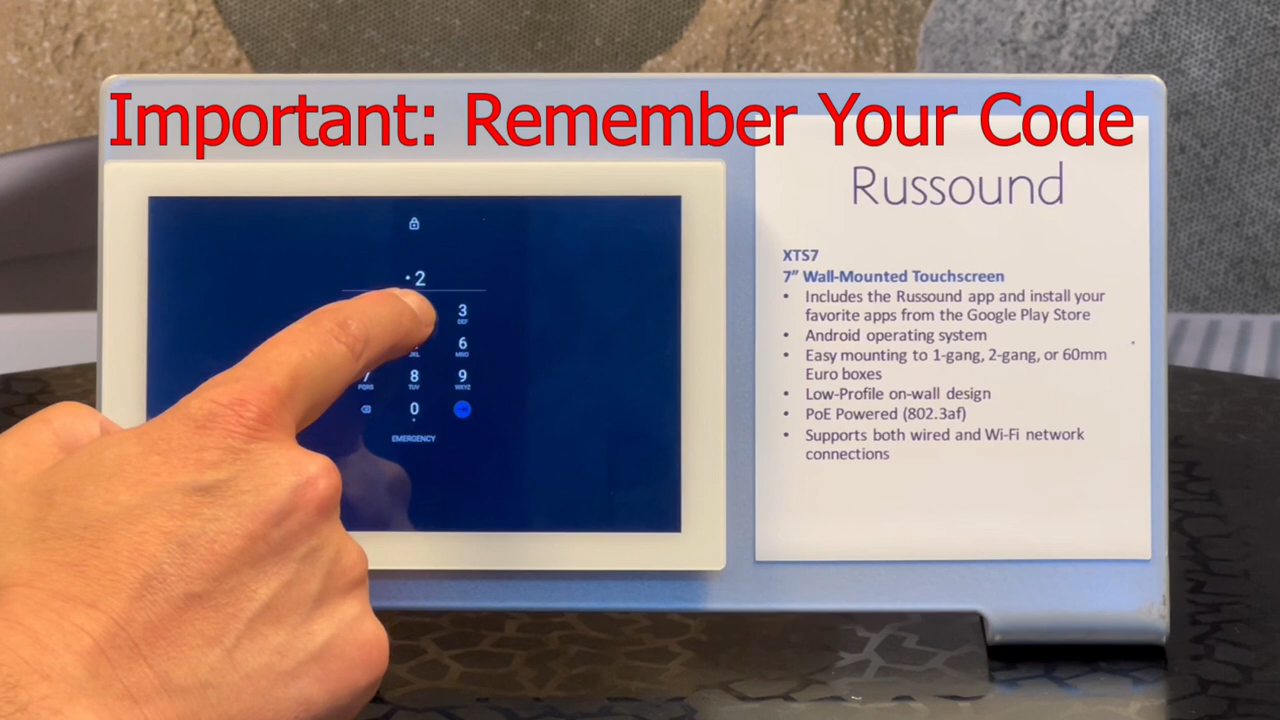 Important: Remember Your Code
Russound
XTS7
7” Wall-Mounted Touchscreen
• Includes the Russound app and install your
favorite apps from the Google Play Store
• Android operating system
• Easy mounting to 1-gang, 2-gang, or 60mm
Euro boxes
• Low-Profile on-wall design
• PoE Powered (802.3af)
• Supports both wired and Wi-Fi network
connections
•2
3
DEF
6
MNO
7 8 9
PQRS TUV WXYZ
0
EMERGENCY